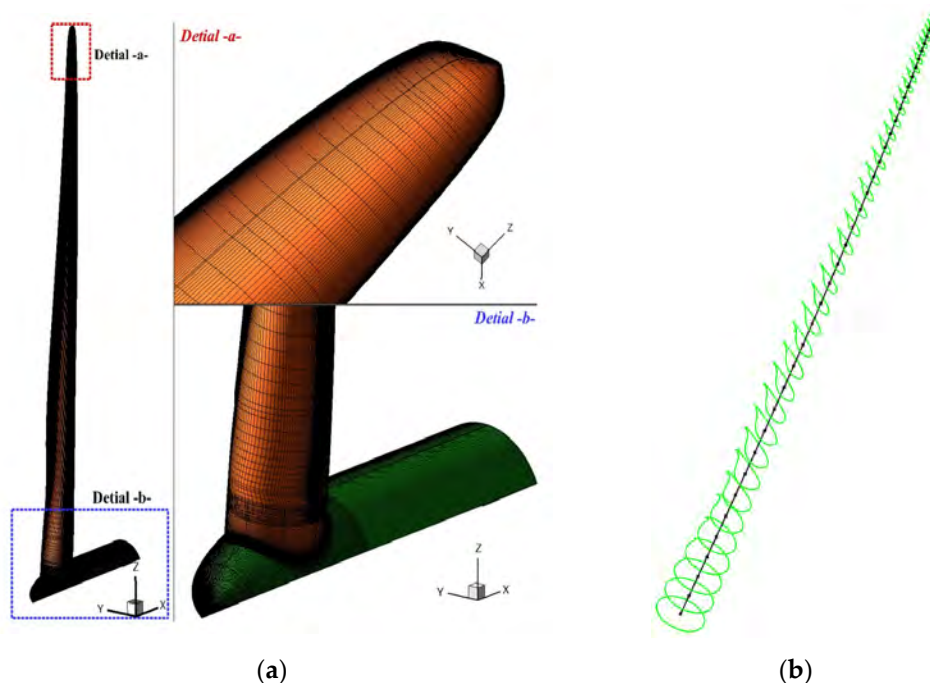 Detial -a-
Detial -b-
Z
Y
X
Detial -a-
Y
Z
X
Detial -b-
Z
Y
X
(a)
(b)